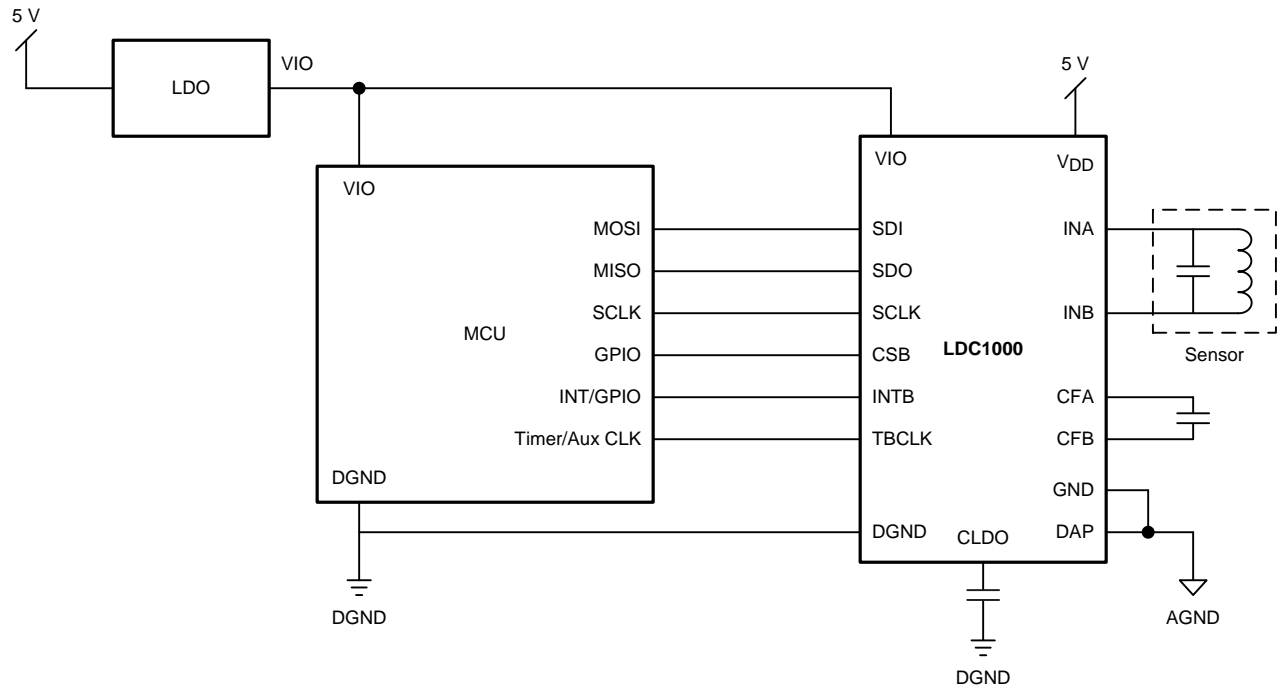 5 V
LDO
VIO
5 V
VIO
MCU
MOSI
MISO
SCLK
GPIO
INT/GPIO
Timer/Aux CLK
DGND
DGND
VIO
VDD
SDI
SDO
SCLK
CSB
INTB
TBCLK
DGND
LDC1000
CLDO
INA
INB
CFA
CFB
GND
DAP
Sensor
AGND
DGND